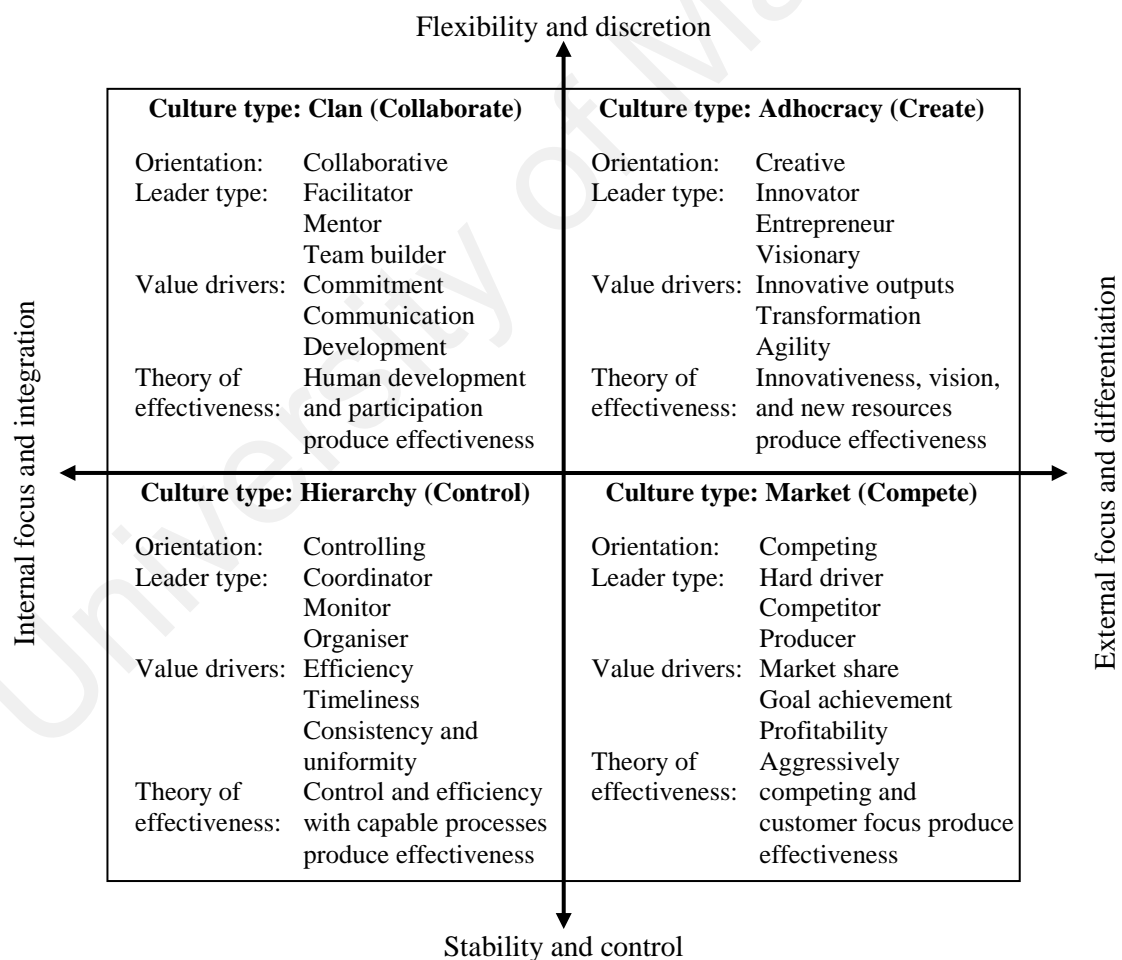 Flexibility and discretion
Culture type: Clan (Collaborate)
Orientation: Collaborative
Leader type: Facilitator
Mentor
Team builder
Value drivers: Commitment
Communication
Development
Theory of Human development
effectiveness: and participation
produce effectiveness
Culture type: Adhocracy (Create)
Orientation: Creative
Leader type: Innovator
Entrepreneur
Visionary
Value drivers: Innovative outputs
Transformation
Agility
Theory of Innovativeness, vision,
effectiveness: and new resources
produce effectiveness
Internal focus and integration
External focus and differentiation
Culture type: Hierarchy (Control)
Orientation: Controlling
Leader type: Coordinator
Monitor
Organiser
Value drivers: Efficiency
Timeliness
Consistency and
uniformity
Theory of Control and efficiency
effectiveness: with capable processes
produce effectiveness
Culture type: Market (Compete)
Orientation: Competing
Leader type: Hard driver
Competitor
Producer
Value drivers: Market share
Goal achievement
Profitability
Theory of Aggressively
effectiveness: competing and
customer focus produce
effectiveness
Stability and control
University of Ma